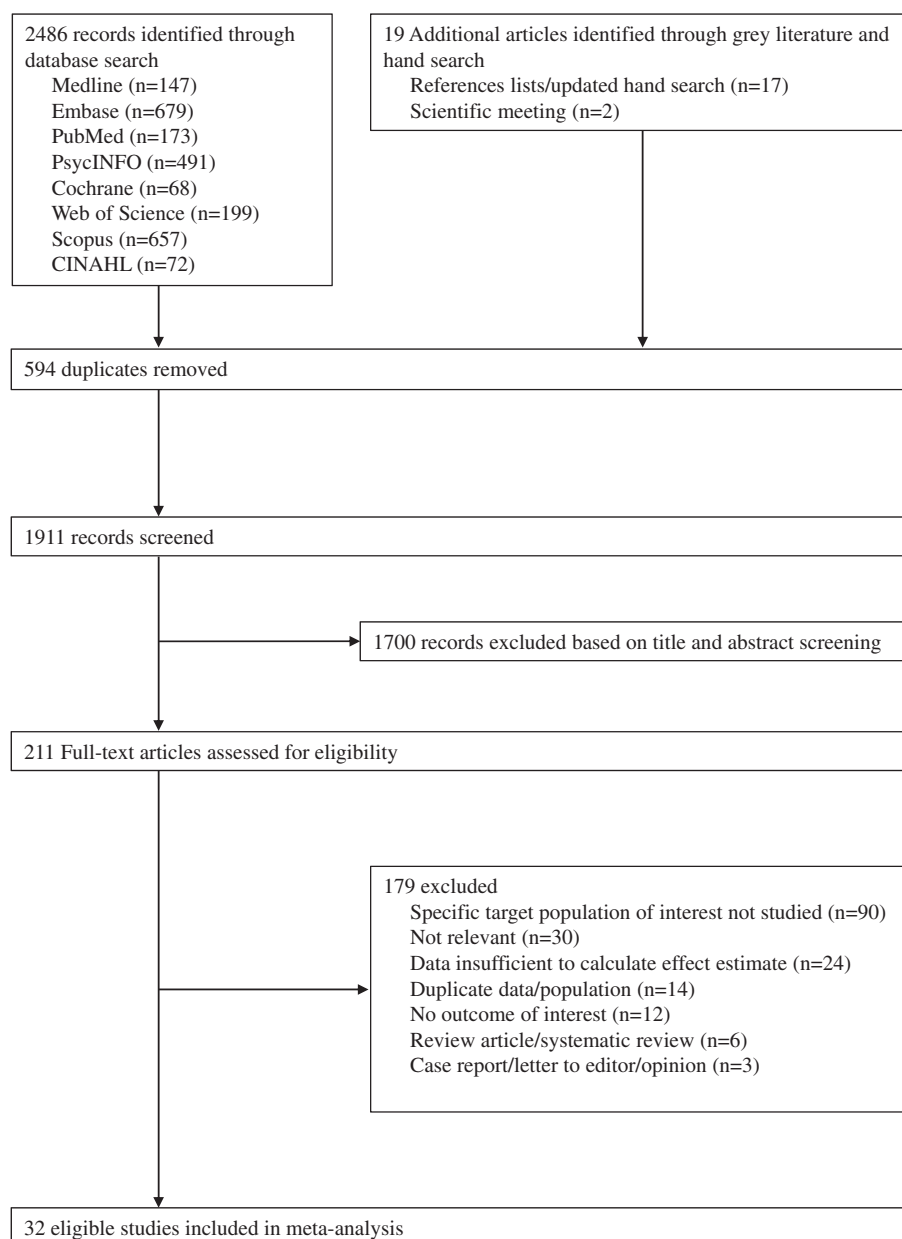 2486 records identified through
database search
Medline (n=147)
Embase (n=679)
PubMed (n=173)
PsycINFO (n=491)
Cochrane (n=68)
Web of Science (n=199)
Scopus (n=657)
CINAHL (n=72)
19 Additional articles identified through grey literature and
hand search
References lists/updated hand search (n=17)
Scientific meeting (n=2)
594 duplicates removed
1911 records screened
1700 records excluded based on title and abstract screening
211 Full-text articles assessed for eligibility
179 excluded
Specific target population of interest not studied (n=90)
Not relevant (n=30)
Data insufficient to calculate effect estimate (n=24)
Duplicate data/population (n=14)
No outcome of interest (n=12)
Review article/systematic review (n=6)
Case report/letter to editor/opinion (n=3)
32 eligible studies included in meta-analysis